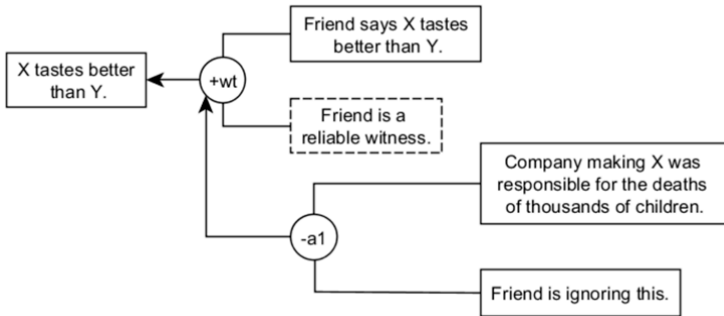 Friend says X tastes
better than Y.
X tastes better
than Y.
+wt
Friend is a
reliable witness.
Company making X was
responsible for the deaths
of thousands of children.
-a1
Friend is ignoring this.